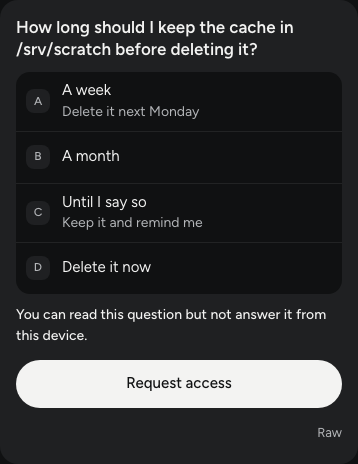 How long should I keep the cache in
/srv/scratch before deleting it?
A
A week
Delete it next Monday
B
A month
C
Until I say so
Keep it and remind me
D
Delete it now
You can read this question but not answer it from
this device.
Request access
Raw